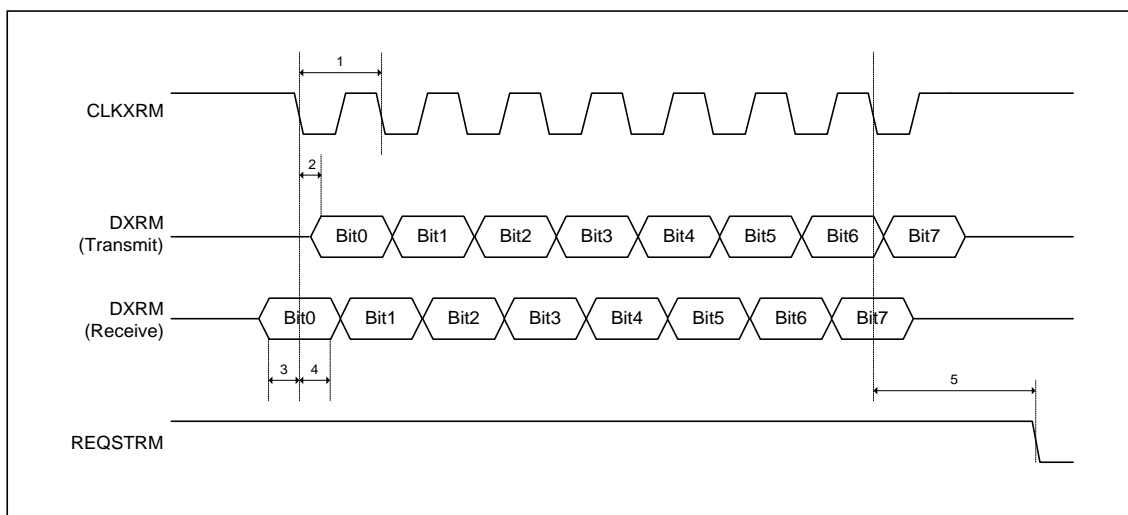 1
CLKXRM
2
DXRM
(Transmit)
Bit0 Bit1 Bit2 Bit3 Bit4 Bit5 Bit6 Bit7
DXRM
(Receive)
Bit0 Bit1 Bit2 Bit3 Bit4 Bit5 Bit6 Bit7
3 4 5
REQSTRM